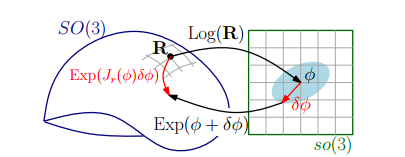 SO(3)
Log(R)
R
Exp(J_r(ϕ)δϕ)
ϕ
δϕ
Exp(ϕ + δϕ)
so(3)